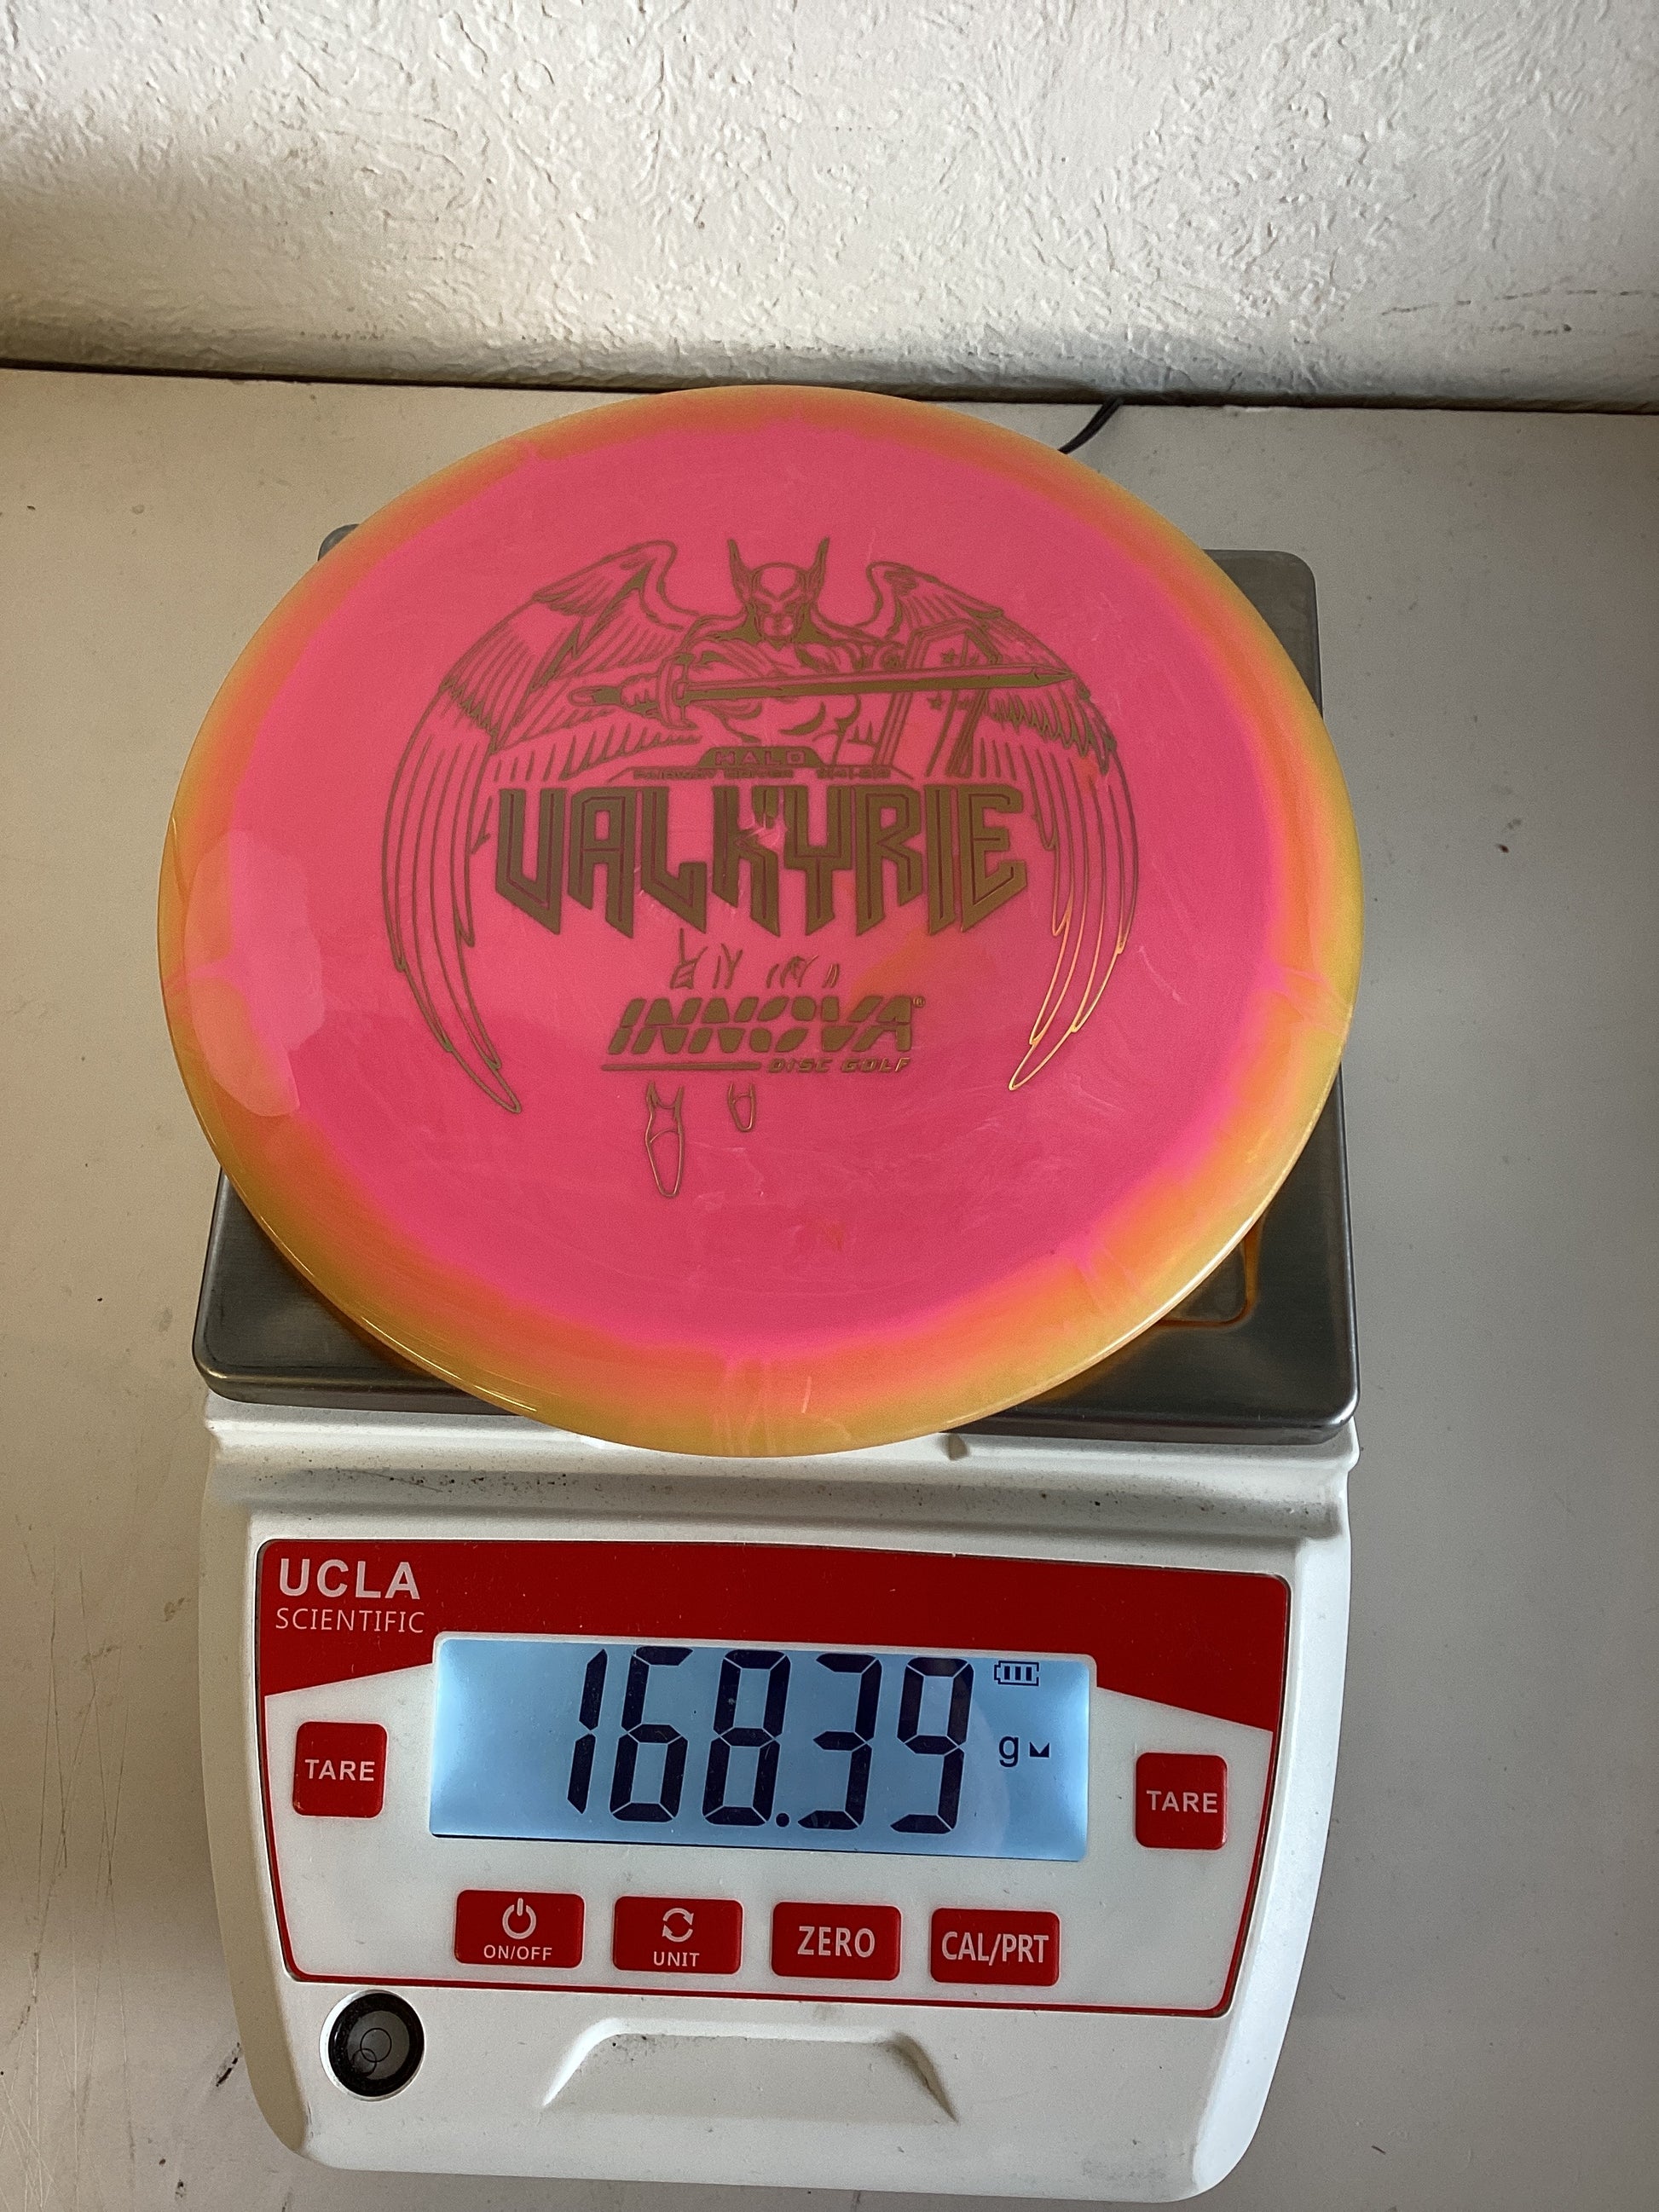 HALO
VALKYRIE
INNOVA®
DISC GOLF
UCLA
SCIENTIFIC
168.39
g
TARE
TARE
ON/OFF
UNIT
ZERO
CAL/PRT